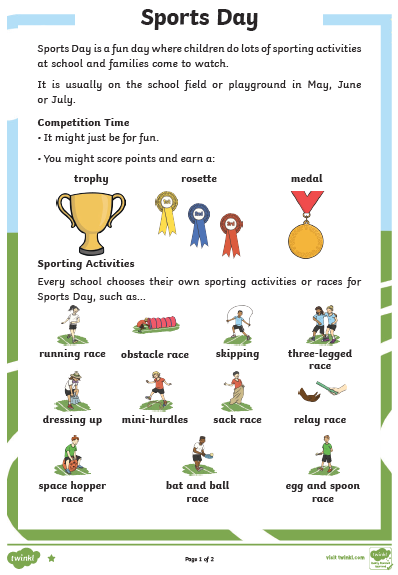 Sports Day
Sports Day is a fun day where children do lots of sporting activities
at school and families come to watch.
It is usually on the school field or playground in May, June
or July.
Competition Time
• It might just be for fun.
• You might score points and earn a:
trophy
rosette
medal
1st
2nd
3rd
Sporting Activities
Every school chooses their own sporting activities or races for
Sports Day, such as...
running race
obstacle race
skipping
three-legged
race
dressing up
mini-hurdles
sack race
relay race
space hopper
race
bat and ball
race
egg and spoon
race
twinkl
Page 1 of 2
visit twinkl.com
twinkl